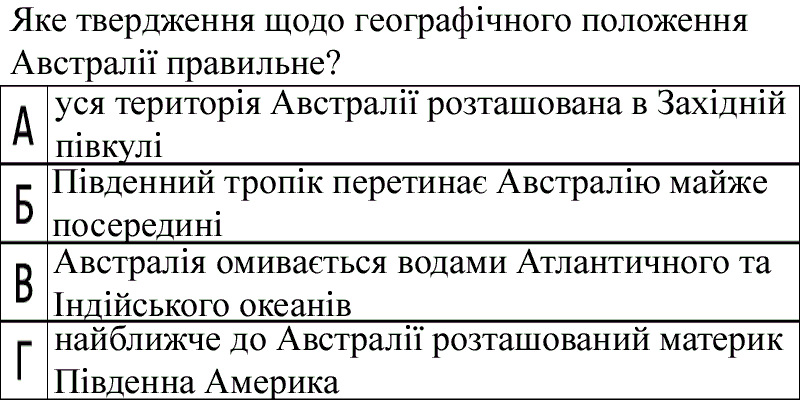 Яке твердження щодо географічного положення
Австралії правильне?
А
уся територія Австралії розташована в Західній
півкулі
Б
Південний тропік перетинає Австралію майже
посередині
В
Австралія омивається водами Атлантичного та
Індійського океанів
Г
найближче до Австралії розташований материк
Південна Америка